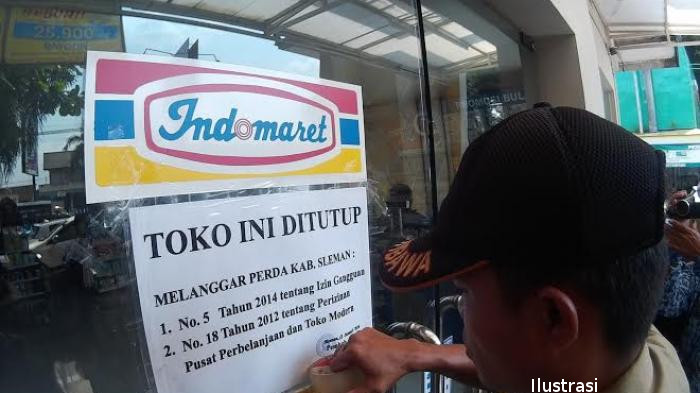 25.900
Indomaret
TOKO INI DITUTUP
MELANGGAR PERDA KAB. SLEMAN :
1. No. 5 Tahun 2014 tentang Izin Gangguan
2. No. 18 Tahun 2012 tentang Perizinan
Pusat Perbelanjaan dan Toko Modern
Ilustrasi